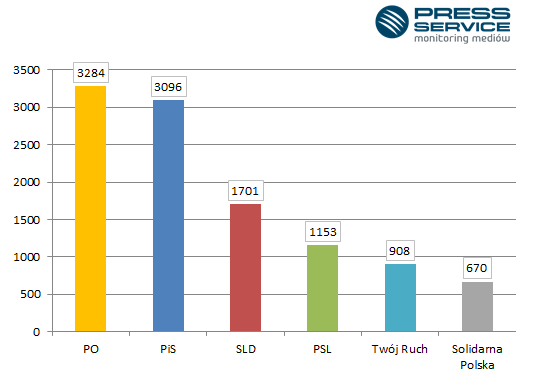 PRESS
SERVICE
monitoring mediów
3500
3000
2500
2000
1500
1000
500
0
3284
3096
1701
1153
908
670
PO
PiS
SLD
PSL
Twój Ruch
Solidarna
Polska